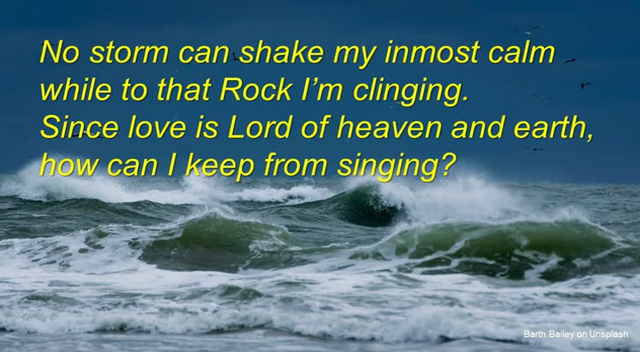 No storm can shake my inmost calm
while to that Rock I’m clinging.
Since love is Lord of heaven and earth,
how can I keep from singing?
Barth Bailey on Unsplash